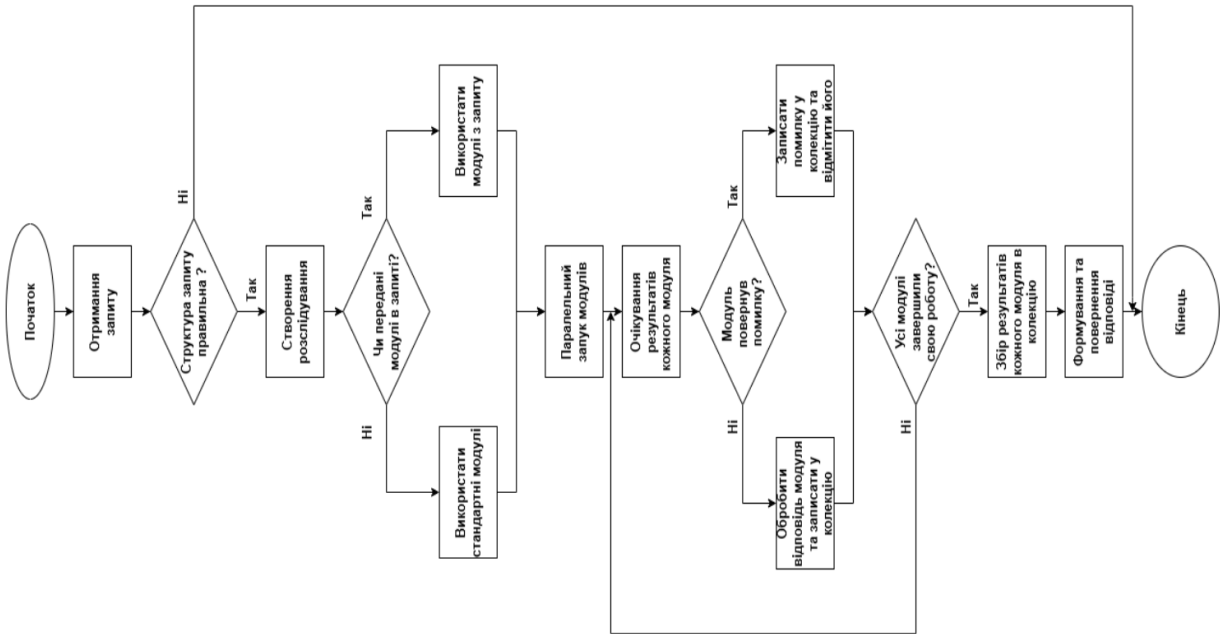 Початок
Отримання
запиту
Структура запиту
правильна ?
Ні
Так
Створення
розслідування
Чи передані
модулі в запиті?
Ні
Так
Використати
стандартні модулі
Використати
модулі з запиту
Паралельний
запук модулів
Очікування
результатів
кожного модуля
Модуль
повернув
помилку?
Ні
Так
Обробити
відповідь модуля
та записати у
колекцію
Записати
помилку у
колекцію та
відмітити його
Усі модулі
завершили
свою роботу?
Ні
Так
Збір результатів
кожного модуля в
колекцію
Формування та
повернення
відповіді
Кінець